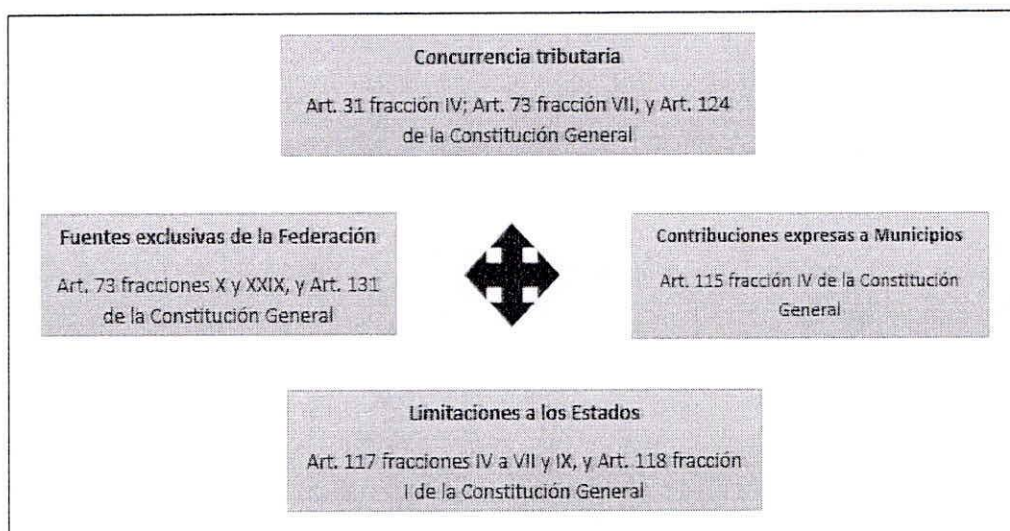 Concurrencia tributaria
Art. 31 fracción IV; Art. 73 fracción VII, y Art. 124
de la Constitución General
Fuentes exclusivas de la Federación
Art. 73 fracciones X y XXIX, y Art. 131
de la Constitución General
Contribuciones expresas a Municipios
Art. 115 fracción IV de la Constitución
General
Limitaciones a los Estados
Art. 117 fracciones IV a VII y IX, y Art. 118 fracción
I de la Constitución General